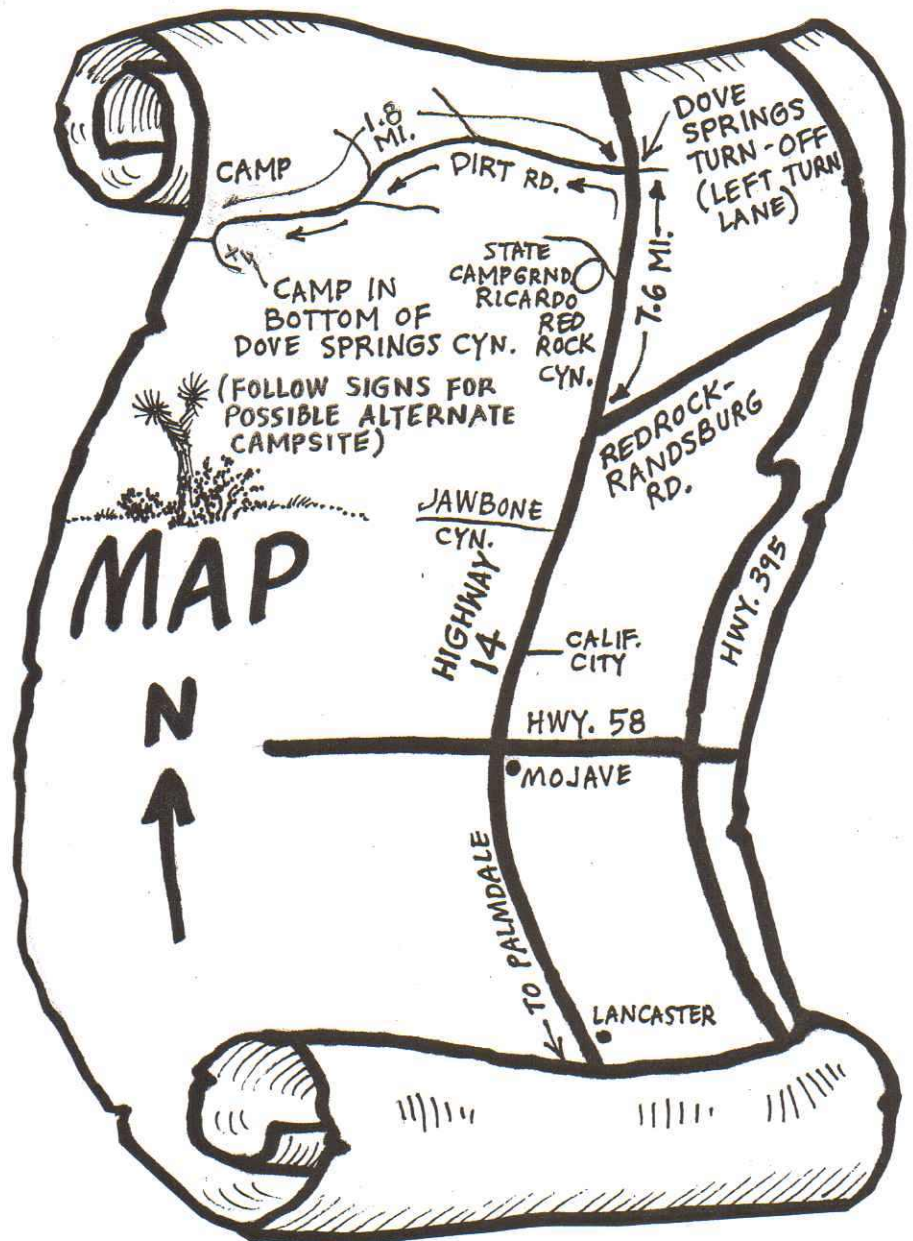 DOVE
SPRINGS
TURN-OFF
(LEFT TURN
LANE)
1.8
MI.
CAMP
DIRT RD.
7.6 MI.
STATE
CAMPGRND
RICARDO
RED
ROCK
CYN.
CAMP IN
BOTTOM OF
DOVE SPRINGS CYN.
(FOLLOW SIGNS FOR
POSSIBLE ALTERNATE
CAMPSITE)
REDROCK-
RANDSBURG
RD.
JAWBONE
CYN.
MAP
HIGHWAY
14
HWY. 395
CALIF.
CITY
N
HWY. 58
MOJAVE
TO PALMDALE
LANCASTER